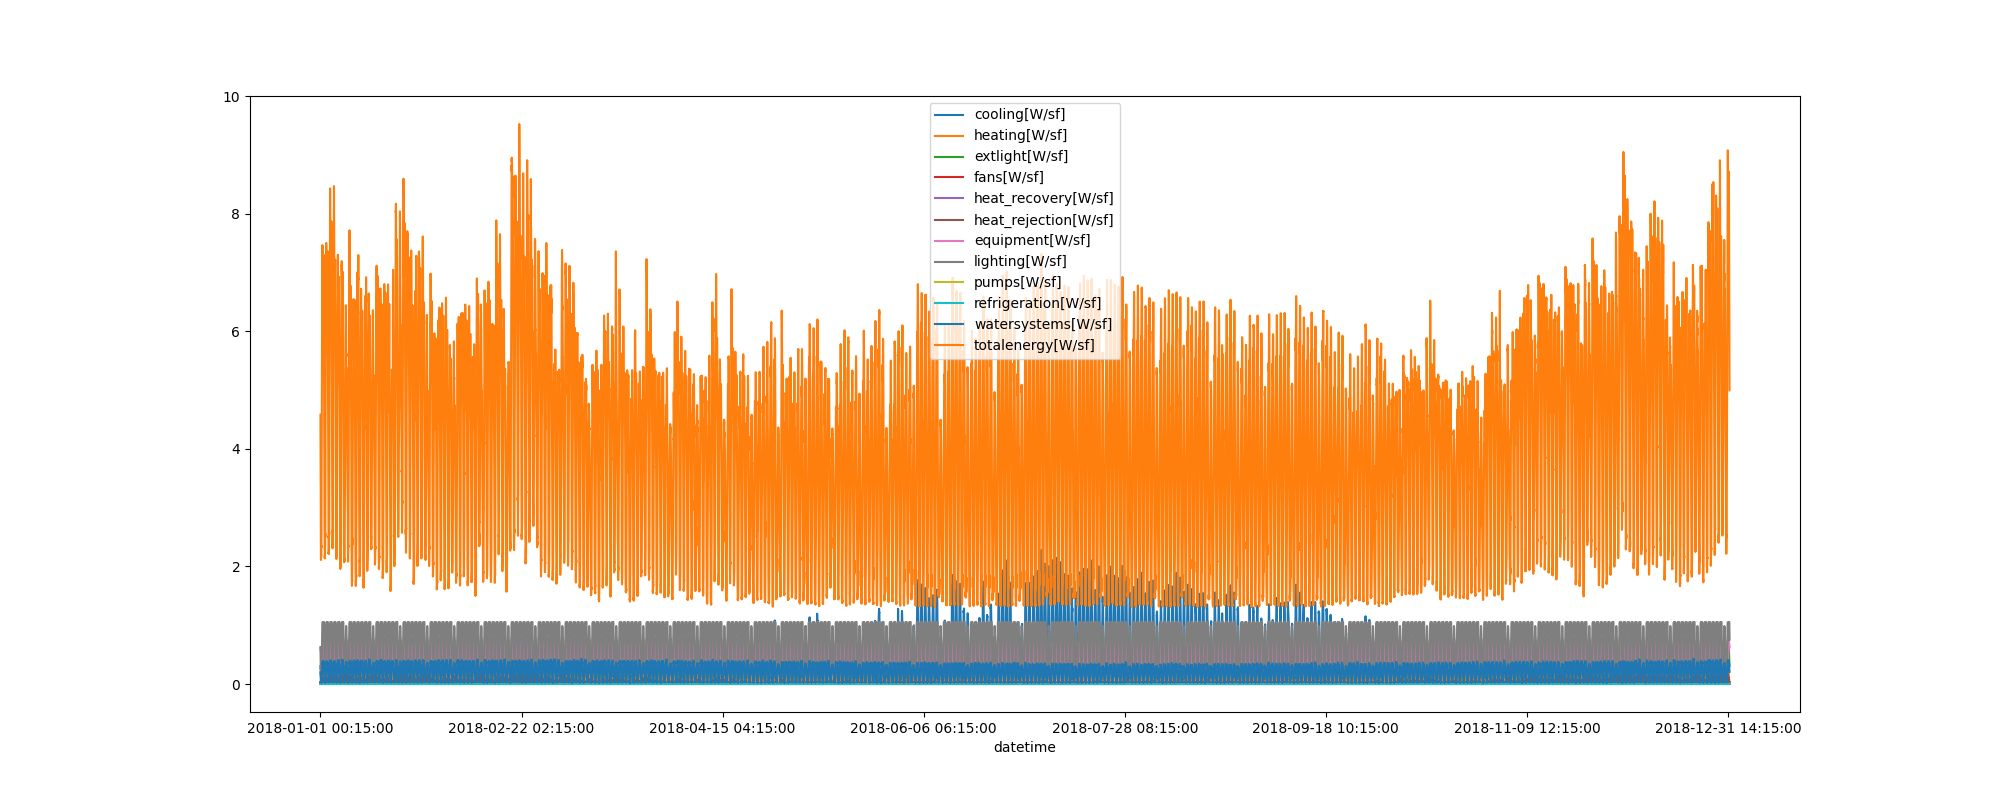 10
8
6
4
2
0
cooling[W/sf]
heating[W/sf]
extlight[W/sf]
fans[W/sf]
heat_recovery[W/sf]
heat_rejection[W/sf]
equipment[W/sf]
lighting[W/sf]
pumps[W/sf]
refrigeration[W/sf]
watersystems[W/sf]
totalenergy[W/sf]
2018-01-01 00:15:00 2018-02-22 02:15:00 2018-04-15 04:15:00 2018-06-06 06:15:00 2018-07-28 08:15:00 2018-09-18 10:15:00 2018-11-09 12:15:00 2018-12-31 14:15:00
datetime